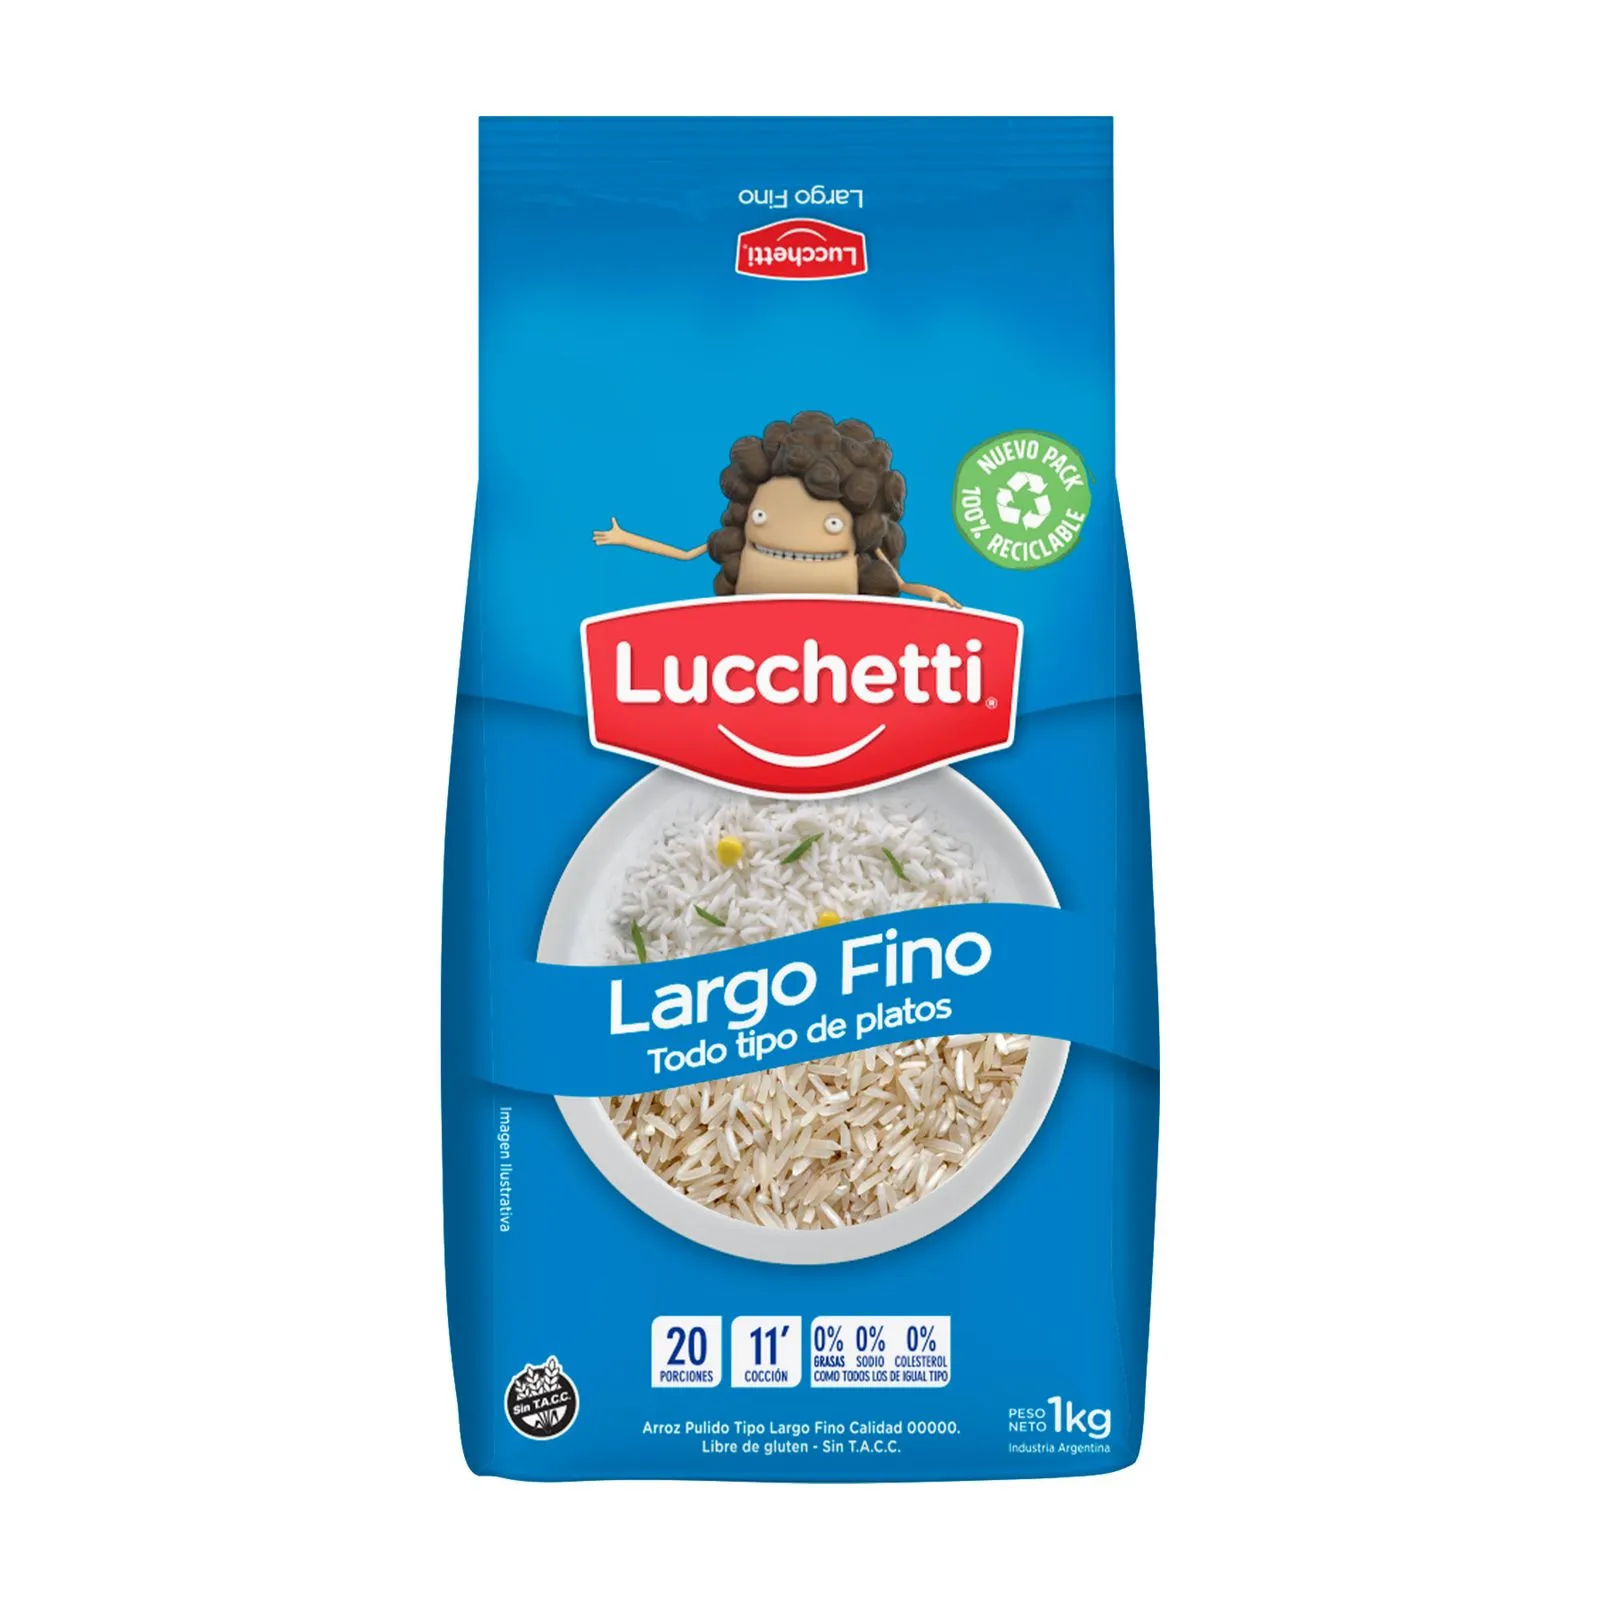 Largo Fino
Lucchetti
NUEVO PACK
100% RECICLABLE
Lucchetti®
Largo Fino
Todo tipo de platos
Imagen Ilustrativa
20
PORCIONES
11’
COCCIÓN
0% 0% 0%
GRASAS SODIO COLESTEROL
COMO TODOS LOS DE IGUAL TIPO
Sin T.A.C.C.
Arroz Pulido Tipo Largo Fino Calidad 00000.
Libre de gluten - Sin T.A.C.C.
PESO NETO 1kg
Industria Argentina